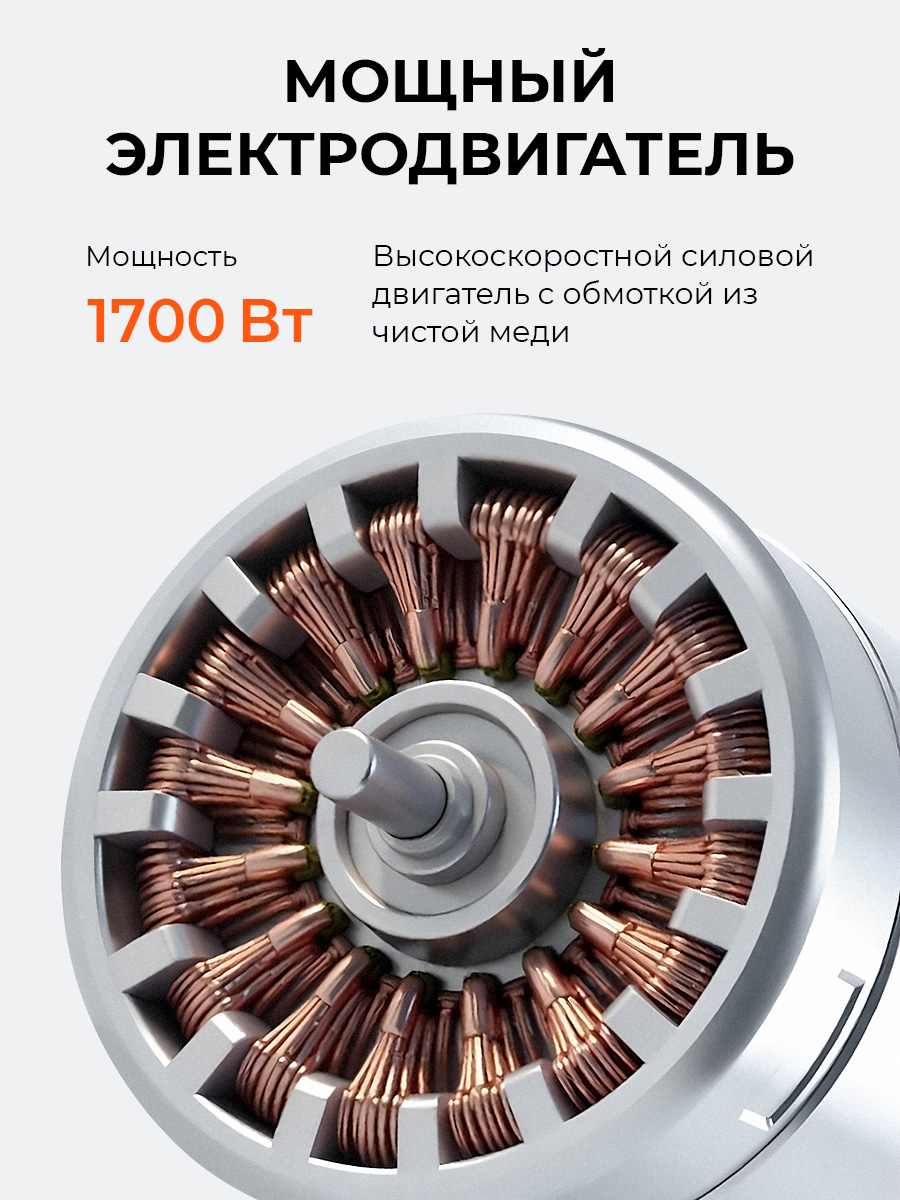 МОЩНЫЙ
ЭЛЕКТРОДВИГАТЕЛЬ
Мощность
1700 Вт
Высокоскоростной силовой
двигатель с обмоткой из
чистой меди